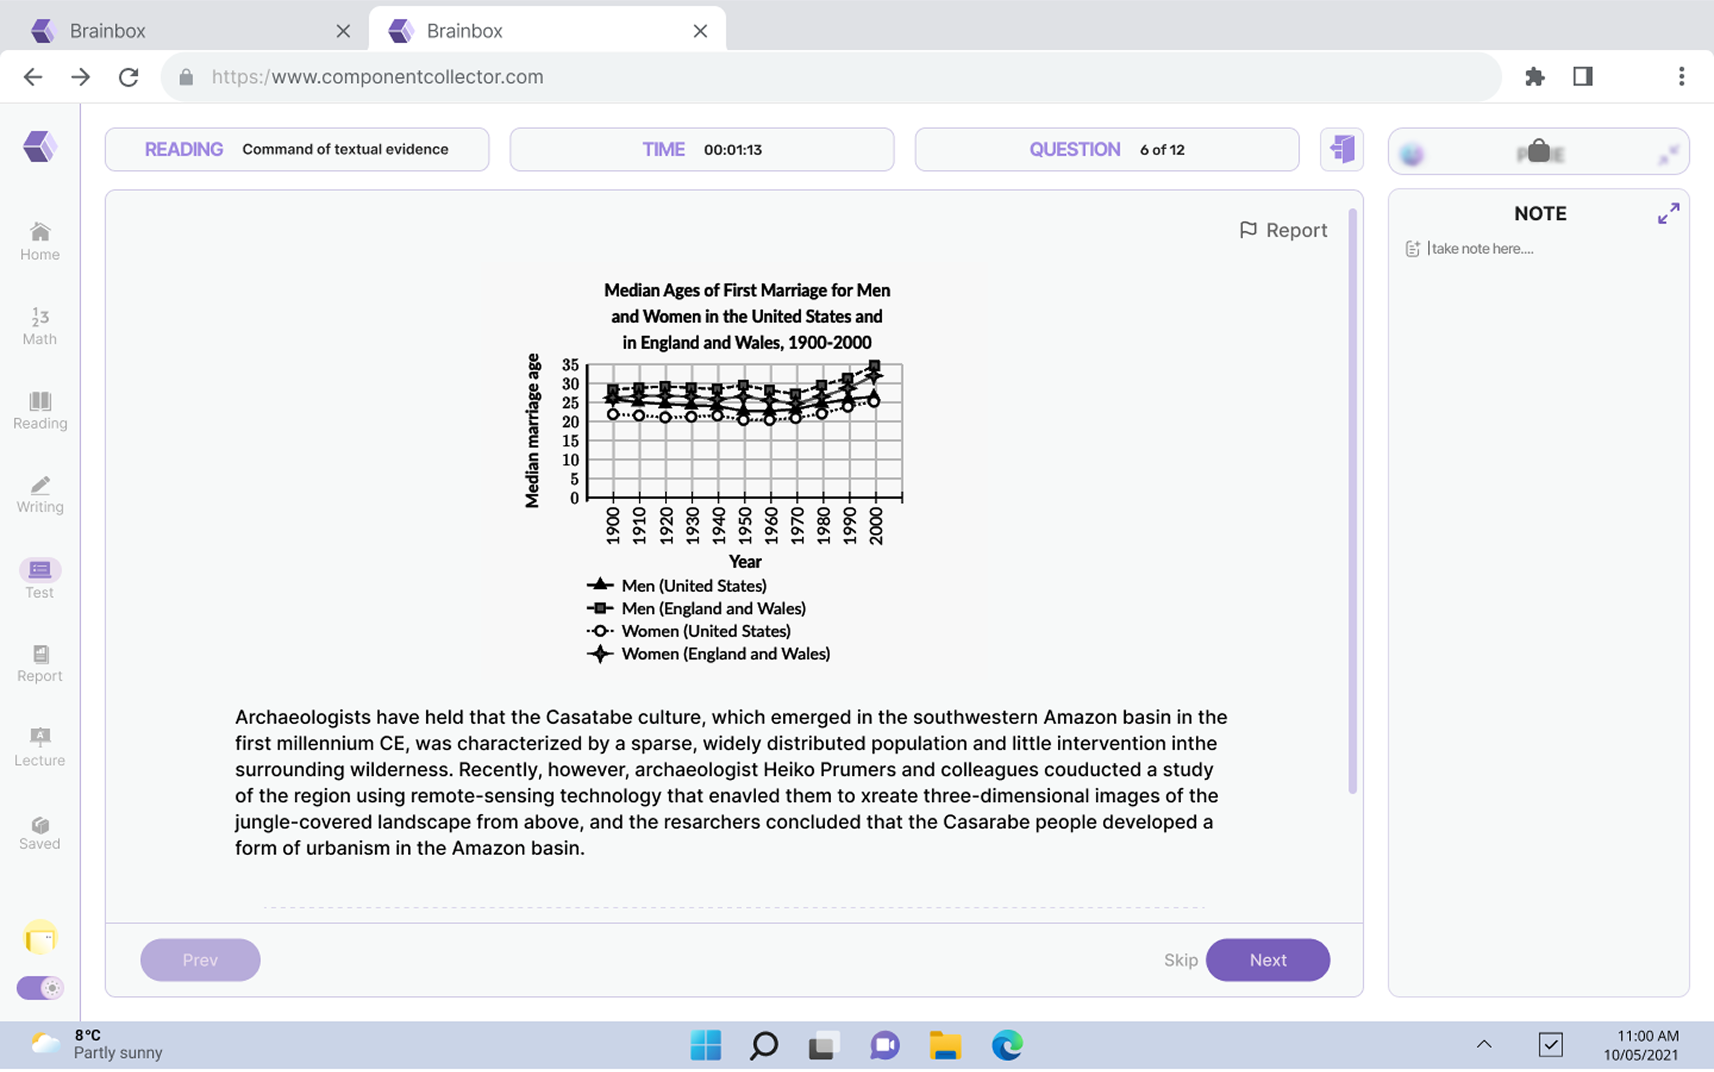 Brainbox
Brainbox
https:/www.componentcollector.com
READING Command of textual evidence
TIME 00:01:13
QUESTION 6 of 12
Home
Math
Reading
Writing
Test
Report
Lecture
Saved
Report
Median Ages of First Marriage for Men
and Women in the United States and
in England and Wales, 1900-2000
Median marriage age
35
30
25
20
15
10
5
0
1900
1910
1920
1930
1940
1950
1960
1970
1980
1990
2000
Year
Men (United States)
Men (England and Wales)
Women (United States)
Women (England and Wales)
Archaeologists have held that the Casatabe culture, which emerged in the southwestern Amazon basin in the
first millennium CE, was characterized by a sparse, widely distributed population and little intervention inthe
surrounding wilderness. Recently, however, archaeologist Heiko Prumers and colleagues couducted a study
of the region using remote-sensing technology that enavled them to xreate three-dimensional images of the
jungle-covered landscape from above, and the resarchers concluded that the Casarabe people developed a
form of urbanism in the Amazon basin.
Prev
Skip
Next
NOTE
take note here....
8°C
Partly sunny
11:00 AM
10/05/2021